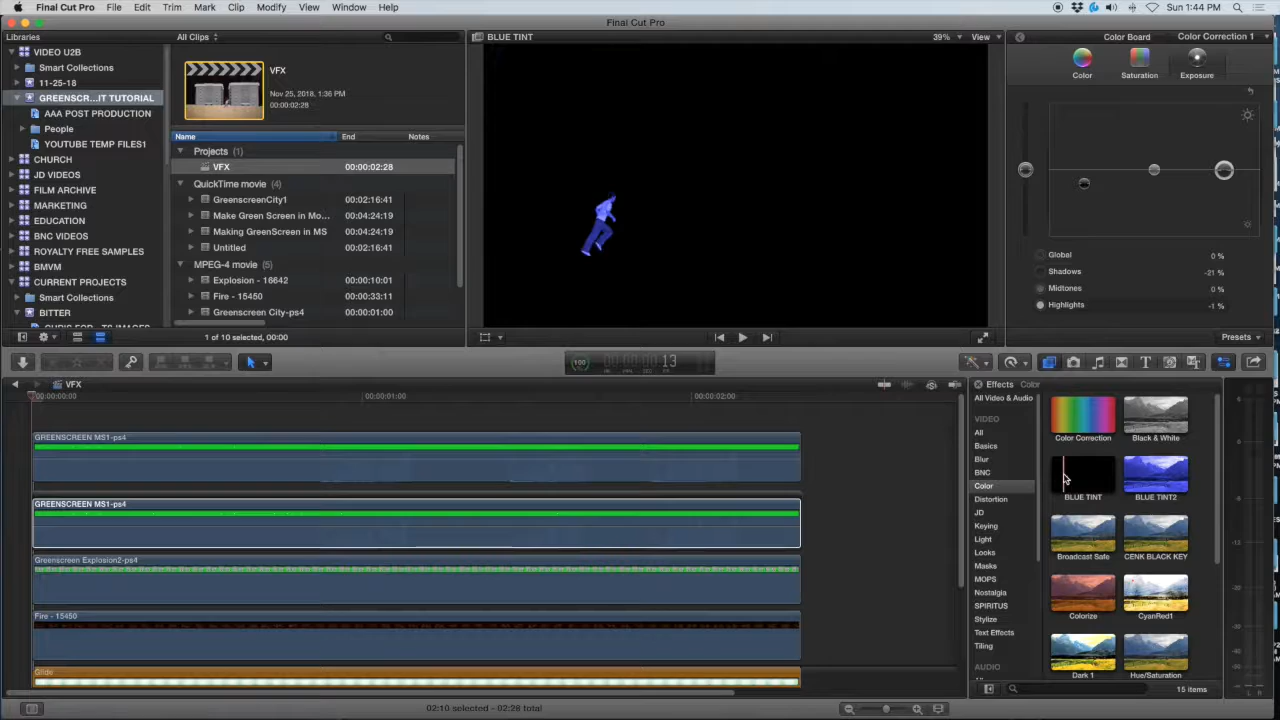 Final Cut Pro File Edit Trim Mark Clip Modify View Window Help Sun 1:44 PM
Final Cut Pro
Libraries All Clips BLUE TINT 39% View Color Board Color Correction 1
VIDEO U2B
Smart Collections
11-25-18
GREENSCR...IT TUTORIAL
AAA POST PRODUCTION
People
YOUTUBE TEMP FILES1
CHURCH
JD VIDEOS
FILM ARCHIVE
MARKETING
EDUCATION
BNC VIDEOS
ROYALTY FREE SAMPLES
BMVM
CURRENT PROJECTS
Smart Collections
BITTER
VFX
Nov 25, 2018, 1:36 PM
00:00:02:28
Name End Notes
Projects (1)
VFX 00:00:02:28
QuickTime movie (4)
GreenscreenCity1 00:02:16:41
Make Green Screen in Mo... 00:04:24:19
Making GreenScreen in MS 00:04:24:19
Untitled 00:02:16:41
MPEG-4 movie (5)
Explosion - 16642 00:00:10:01
Fire - 15450 00:00:33:11
Greenscreen City-ps4 00:00:01:00
1 of 10 selected, 00:00
Color Saturation Exposure
Global 0 %
Shadows -21 %
Midtones 0 %
Highlights -1 %
Presets
100 13
VFX
00:00:00:00 00:00:01:00 00:00:02:00
GREENSCREEN MS1-ps4
GREENSCREEN MS1-ps4
Greenscreen Explosion2-ps4
Fire - 15450
Glide
Effects Color
All Video & Audio
VIDEO
All
Basics
Blur
BNC
Color
Distortion
JD
Keying
Light
Looks
Masks
MOPS
Nostalgia
SPIRITUS
Stylize
Text Effects
Tiling
AUDIO
Color Correction Black & White
BLUE TINT BLUE TINT2
Broadcast Safe CENK BLACK KEY
Colorize CyanRed1
Dark 1 Hue/Saturation
15 items
02:10 selected - 02:28 total